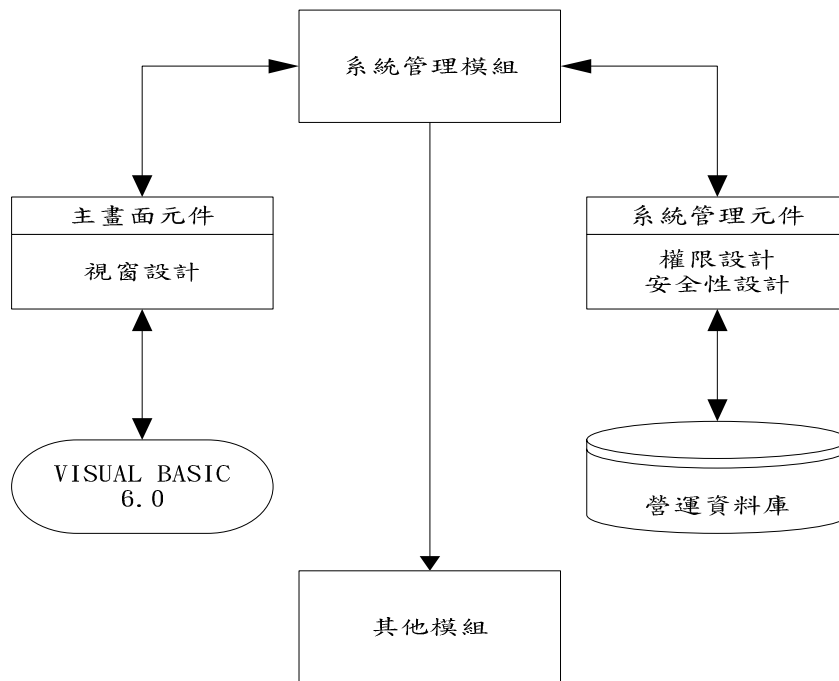 系統管理模組
主畫面元件
視窗設計
系統管理元件
權限設計
安全性設計
VISUAL BASIC
6.0
營運資料庫
其他模組